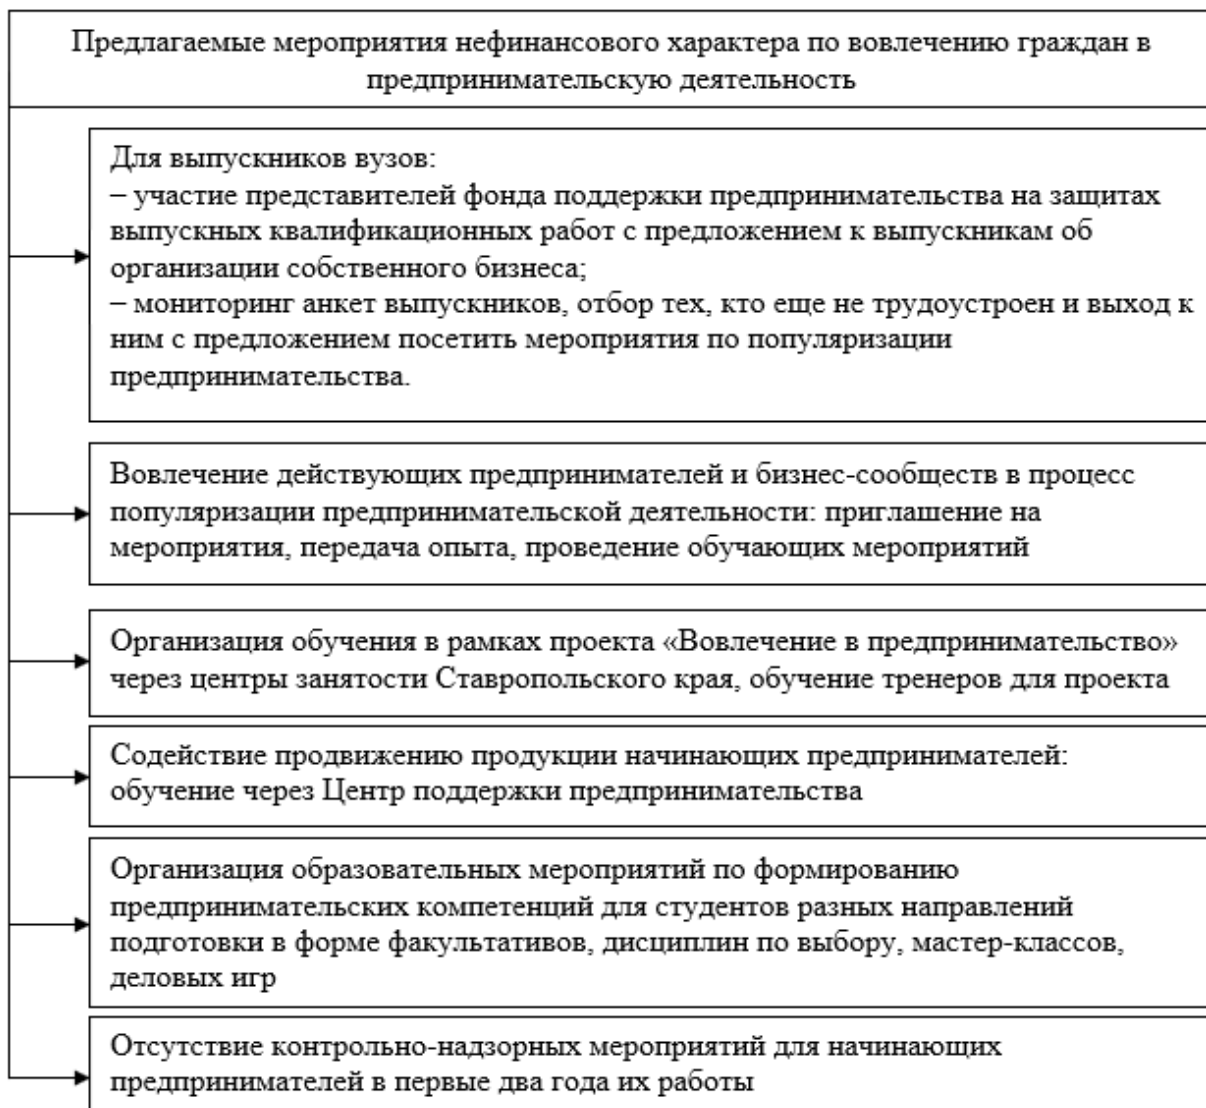 Предлагаемые мероприятия нефинансового характера по вовлечению граждан в
предпринимательскую деятельность
Для выпускников вузов:
– участие представителей фонда поддержки предпринимательства на защитах
выпускных квалификационных работ с предложением к выпускникам об
организации собственного бизнеса;
– мониторинг анкет выпускников, отбор тех, кто еще не трудоустроен и выход к
ним с предложением посетить мероприятия по популяризации
предпринимательства.
Вовлечение действующих предпринимателей и бизнес-сообществ в процесс
популяризации предпринимательской деятельности: приглашение на
мероприятия, передача опыта, проведение обучающих мероприятий
Организация обучения в рамках проекта «Вовлечение в предпринимательство»
через центры занятости Ставропольского края, обучение тренеров для проекта
Содействие продвижению продукции начинающих предпринимателей:
обучение через Центр поддержки предпринимательства
Организация образовательных мероприятий по формированию
предпринимательских компетенций для студентов разных направлений
подготовки в форме факультативов, дисциплин по выбору, мастер-классов,
деловых игр
Отсутствие контрольно-надзорных мероприятий для начинающих
предпринимателей в первые два года их работы